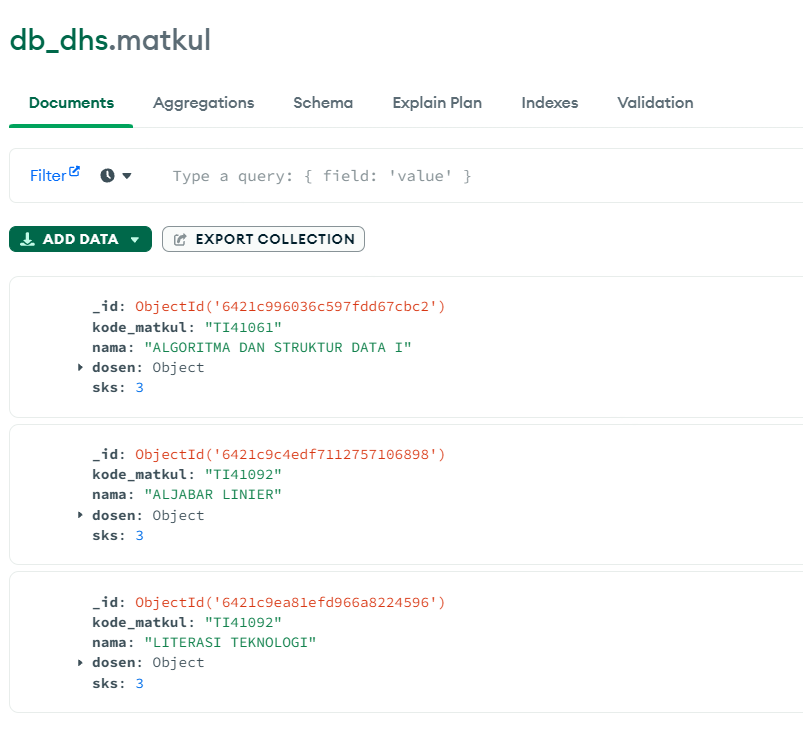 db_dhs.matkul
Documents Aggregations Schema Explain Plan Indexes Validation
Filter Type a query: { field: 'value' }
ADD DATA EXPORT COLLECTION
_id: ObjectId('6421c996036c597fdd67cbc2')
kode_matkul: "TI41061"
nama: "ALGORITMA DAN STRUKTUR DATA I"
dosen: Object
sks: 3
_id: ObjectId('6421c9c4edf7112757106898')
kode_matkul: "TI41092"
nama: "ALJABAR LINIER"
dosen: Object
sks: 3
_id: ObjectId('6421c9ea81efd966a8224596')
kode_matkul: "TI41092"
nama: "LITERASI TEKNOLOGI"
dosen: Object
sks: 3